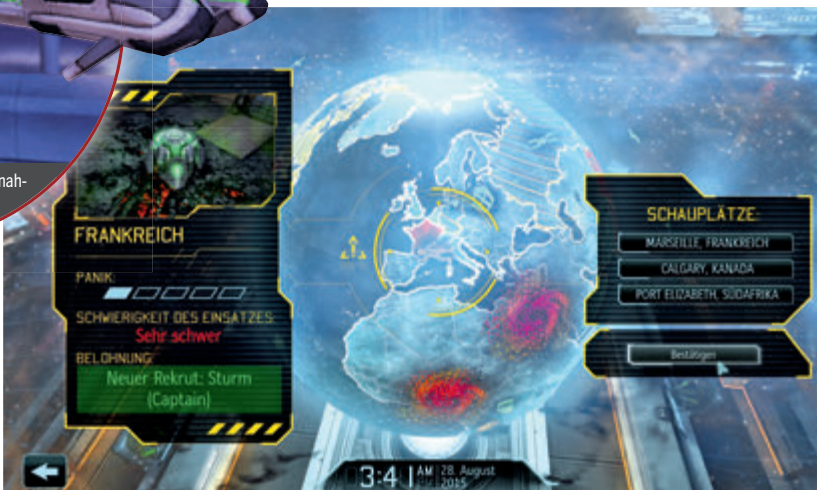 nah-
FRANKREICH
PANIK:
SCHWIERIGKEIT DES EINSATZES:
Sehr schwer
BELOHNUNG:
Neuer Rekrut: Sturm
(Captain)
SCHAUPLÄTZE:
MARSEILLE, FRANKREICH
CALGARY, KANADA
PORT ELIZABETH, SÜDAFRIKA
Bestätigen
3:41 AM 28. August
2015